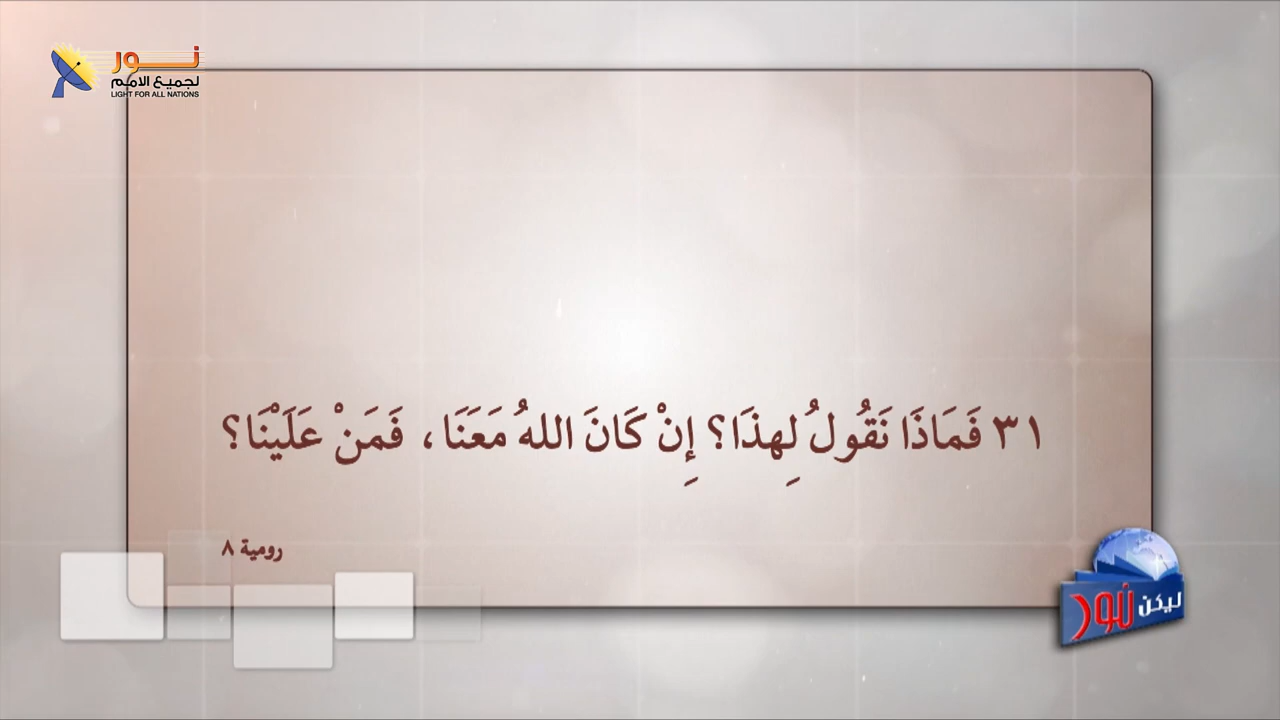 نور
لجميع الامم
LIGHT FOR ALL NATIONS
٣١ فَمَاذَا نَقُولُ لِهذَا؟ إِنْ كَانَ اللهُ مَعَنَا، فَمَنْ عَلَيْنَا؟
رومية ٨
ليكن نور